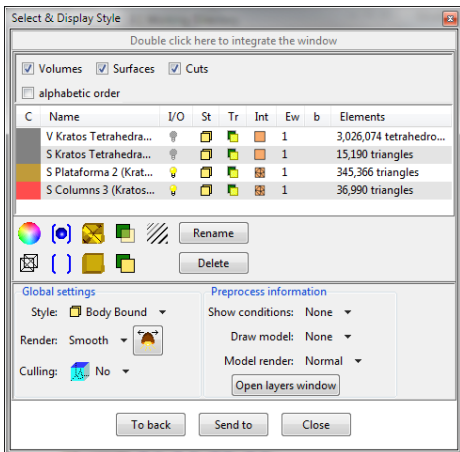 Select & Display Style
Double click here to integrate the window
Volumes Surfaces Cuts
alphabetic order
C Name I/O St Tr Int Ew b Elements
V Kratos Tetrahedra... 1 3,026,074 tetrahedro...
S Kratos Tetrahedra... 1 15,190 triangles
S Plataforma 2 (Krat... 1 345,366 triangles
S Columns 3 (Kratos... 1 36,990 triangles
Rename
Delete
Global settings Preprocess information
Style: Body Bound Show conditions: None
Render: Smooth Draw model: None
Culling: No Model render: Normal
Open layers window
To back Send to Close